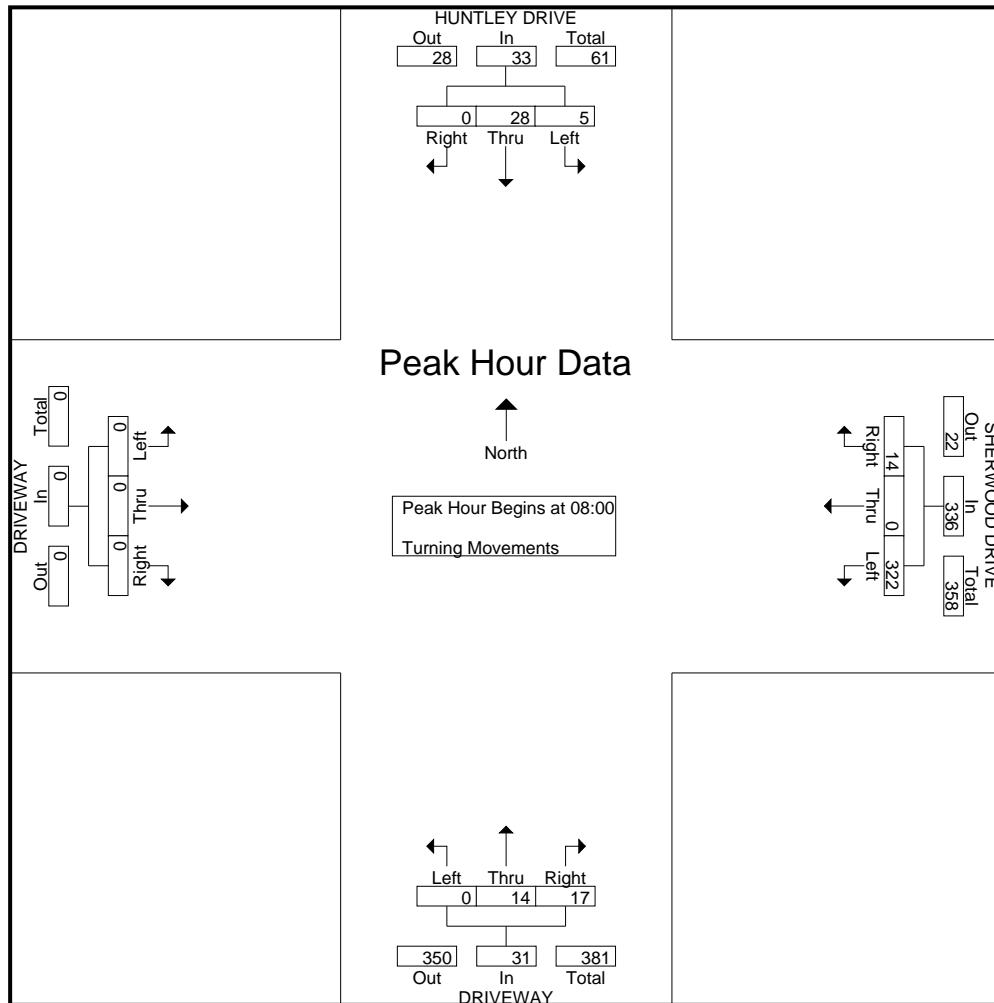 HUNTLEY DRIVE
Out In Total
28 33 61
0 28 5
Right Thru Left
Peak Hour Data
North
Peak Hour Begins at 08:00
Turning Movements
DRIVEWAY
Out In Total
0 0 0
Right Thru Left
0 0 0
SHERWOOD DRIVE
Out In Total
22 336 358
14 0 322
Right Thru Left
Left Thru Right
0 14 17
350 31 381
Out In Total
DRIVEWAY